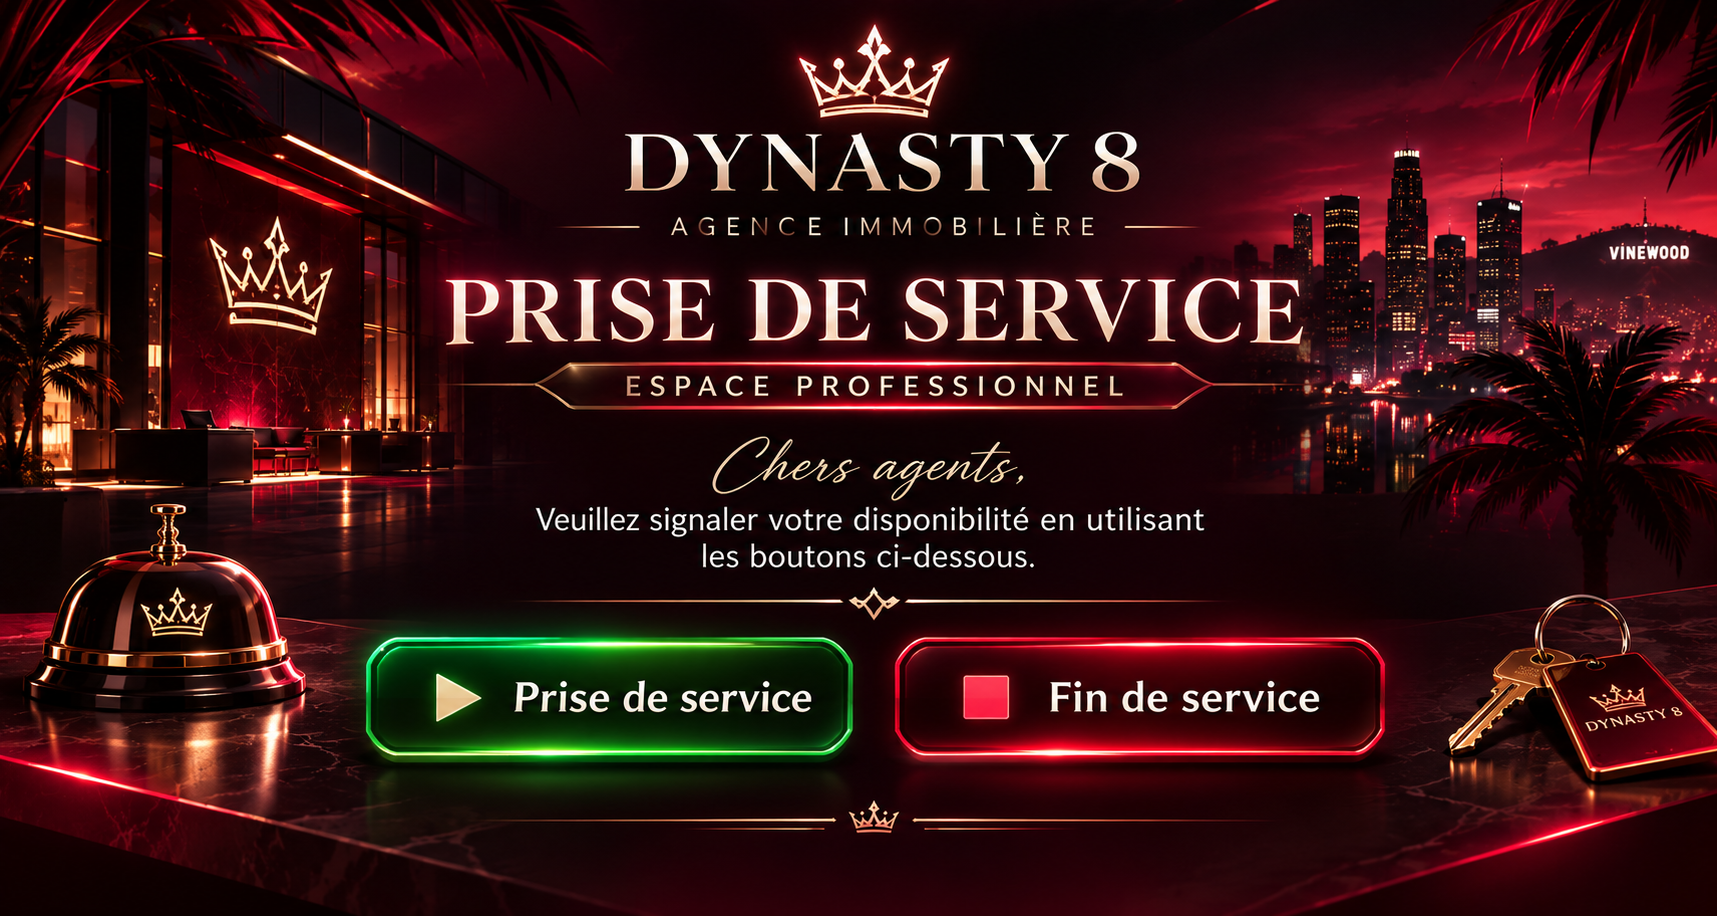 DYNASTY 8
AGENCE IMMOBILIÈRE
PRISE DE SERVICE
VINEWOOD
ESPACE PROFESSIONNEL
Chers agents,
Veuillez signaler votre disponibilité en utilisant
les boutons ci-dessous.
Prise de service
Fin de service
DYNASTY 8